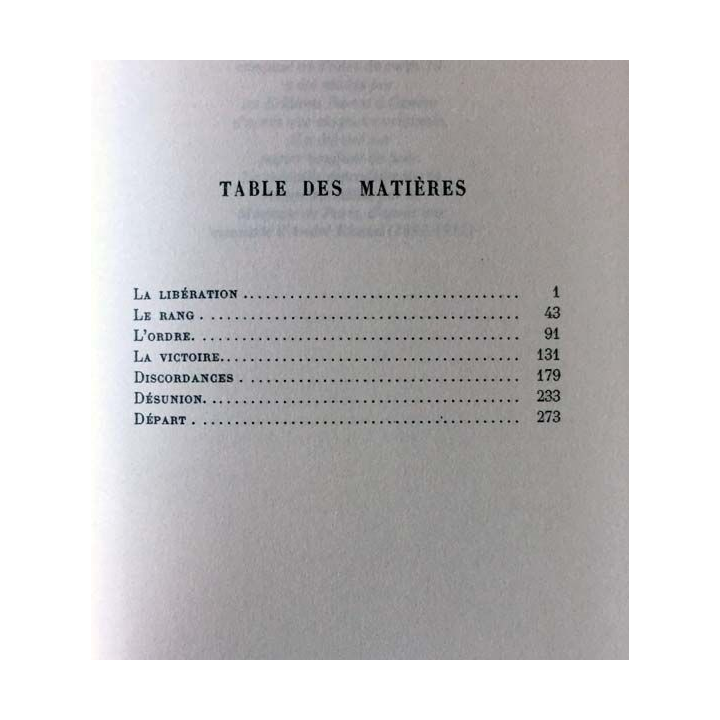 TABLE DES MATIÈRES
La libération .................................... 1
Le rang .......................................... 43
L'ordre. ......................................... 91
La victoire. ..................................... 131
Discordances ..................................... 179
Désunion. ........................................ 233
Départ ........................................... 273